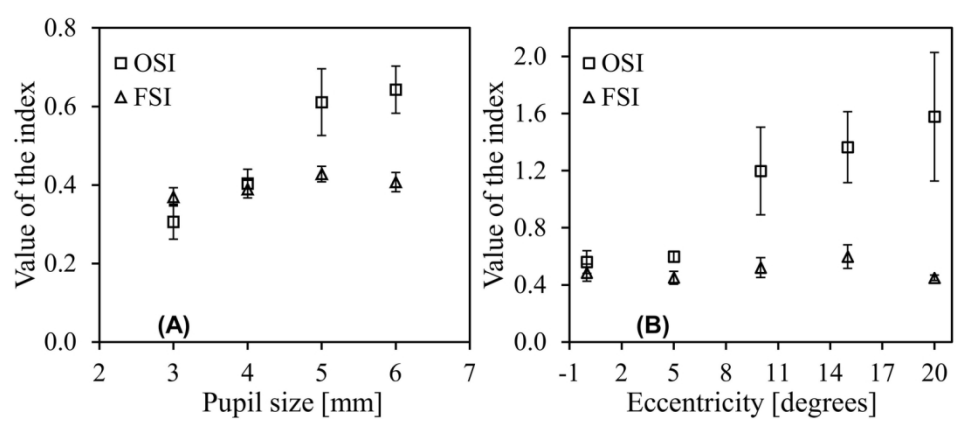 Value of the index
0.8
0.6
0.4
0.2
0.0
OSI
FSI
(A)
2 3 4 5 6 7
Pupil size [mm]
Value of the index
2.0
1.6
1.2
0.8
0.4
0.0
OSI
FSI
(B)
-1 2 5 8 11 14 17 20
Eccentricity [degrees]